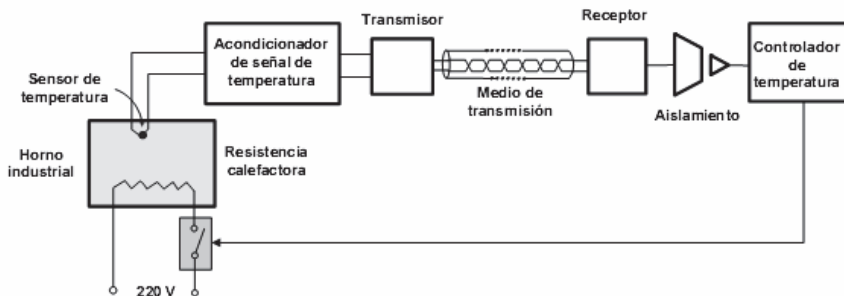 Transmisor
Receptor
Acondicionador
de señal de
temperatura
Controlador
de
temperatura
Sensor de
temperatura
Medio de
transmisión
Aislamiento
Horno
industrial
Resistencia
calefactora
220 V